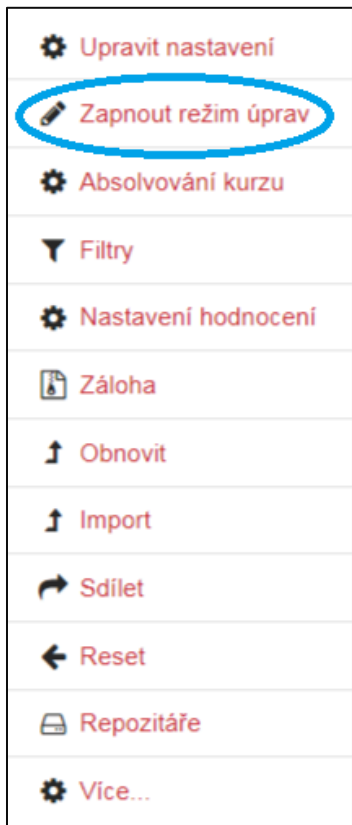 Upravit nastavení
Zapnout režim úprav
Absolvování kurzu
Filtry
Nastavení hodnocení
Záloha
Obnovit
Import
Sdílet
Reset
Repozitáře
Více...